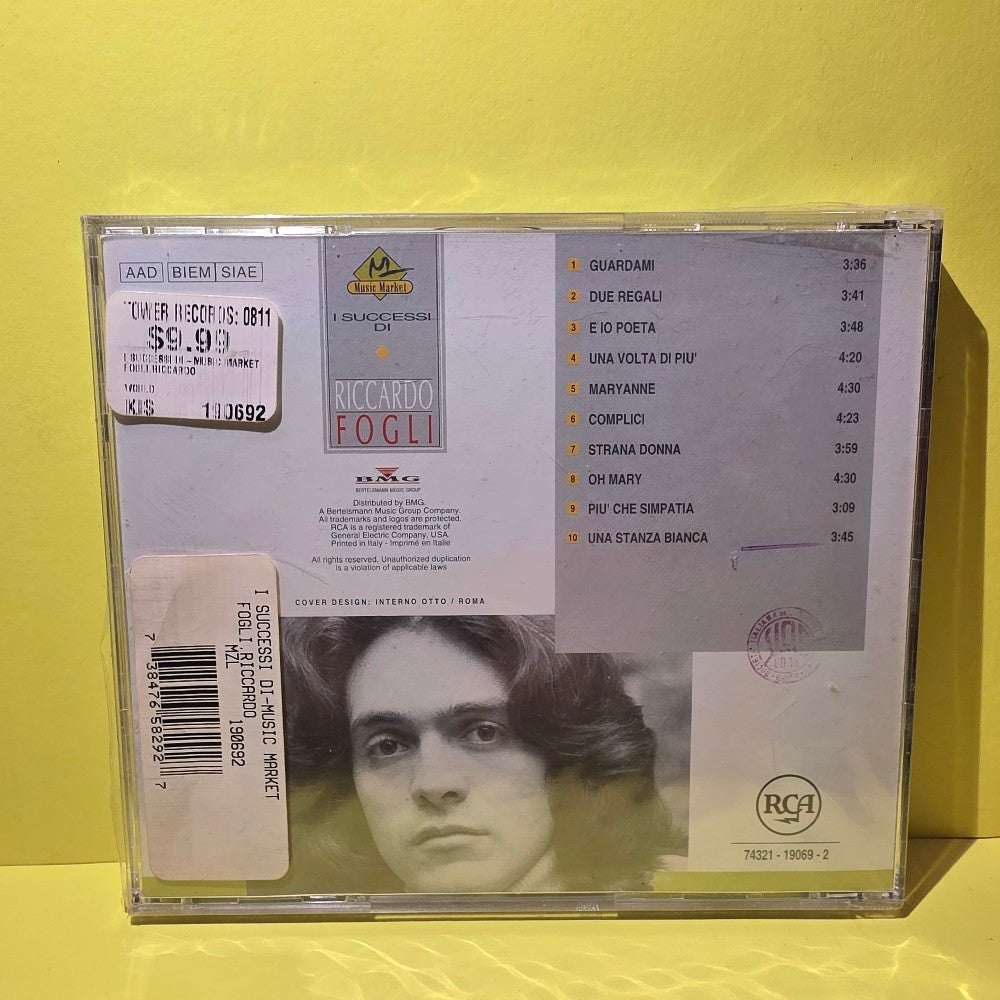 AAD BIEM SIAE
TOWER RECORDS: 0811
$9.99
I SUCCESSI DI-MUSIC MARKET
FOGLI.RICCARDO
WORLD
KIS 190692
M
Music Market
I SUCCESSI
DI
RICCARDO
FOGLI
BMG
BERTELSMANN MUSIC GROUP
Distributed by BMG.
A Bertelsmann Music Group Company.
All trademarks and logos are protected,
RCA is a registered trademark of
General Electric Company, USA.
Printed in Italy - Imprimé en Italie
All rights reserved. Unauthorized duplication
is a violation of applicable laws
COVER DESIGN: INTERNO OTTO / ROMA
1 GUARDAMI 3:36
2 DUE REGALI 3:41
3 E IO POETA 3:48
4 UNA VOLTA DI PIU' 4:20
5 MARYANNE 4:30
6 COMPLICI 4:23
7 STRANA DONNA 3:59
8 OH MARY 4:30
9 PIU' CHE SIMPATIA 3:09
10 UNA STANZA BIANCA 3:45
I SUCCESSI DI-MUSIC MARKET
FOGLI.RICCARDO 190692
MZL
7 38476 58292 7
RCA
74321 - 19069 - 2